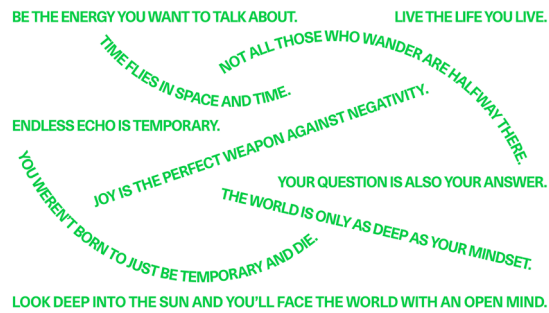 BE THE ENERGY YOU WANT TO TALK ABOUT.
LIVE THE LIFE YOU LIVE.
TIME FLIES IN SPACE AND TIME.
NOT ALL THOSE WHO WANDER ARE HALFWAY THERE.
ENDLESS ECHO IS TEMPORARY.
JOY IS THE PERFECT WEAPON AGAINST NEGATIVITY.
YOU WEREN'T BORN TO JUST BE TEMPORARY AND DIE.
YOUR QUESTION IS ALSO YOUR ANSWER.
THE WORLD IS ONLY AS DEEP AS YOUR MINDSET.
LOOK DEEP INTO THE SUN AND YOU'LL FACE THE WORLD WITH AN OPEN MIND.